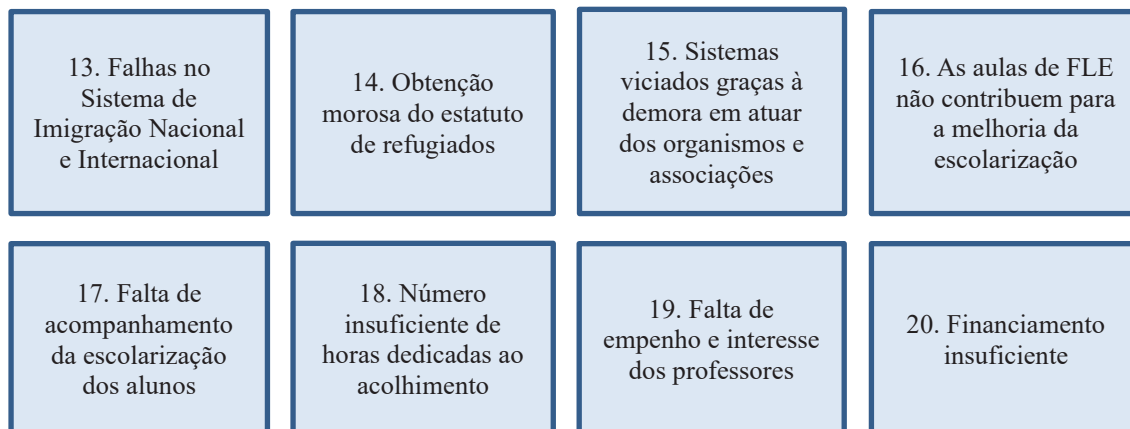 13. Falhas no
Sistema de
Imigração Nacional
e Internacional
14. Obtenção
morosa do estatuto
de refugiados
15. Sistemas
viciados graças à
demora em atuar
dos organismos e
associações
16. As aulas de FLE
não contribuem para
a melhoria da
escolarização
17. Falta de
acompanhamento
da escolarização
dos alunos
18. Número
insuficiente de
horas dedicadas ao
acolhimento
19. Falta de
empenho e interesse
dos professores
20. Financiamento
insuficiente